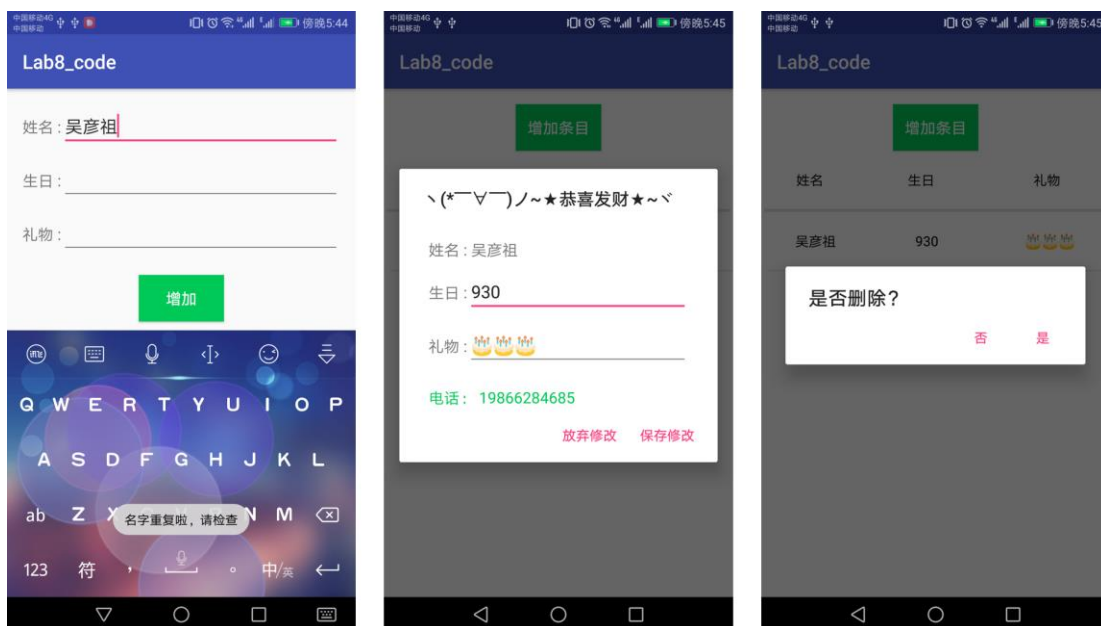 中国移动4G
中国移动
傍晚5:44
Lab8_code
姓名：吴彦祖
生日：
礼物：
增加
Q W E R T Y U I O P
A S D F G H J K L
ab Z X N M
名字重复啦，请检查
123 符 ， 。 中/英
中国移动4G
中国移动
傍晚5:45
Lab8_code
增加条目
ヽ(*￣∀￣)ノ~★恭喜发财★~ヾ
姓名：吴彦祖
生日：930
礼物：🎂🎂🎂
电话： 19866284685
放弃修改 保存修改
中国移动4G
中国移动
傍晚5:45
Lab8_code
增加条目
姓名 生日 礼物
吴彦祖 930 🎂🎂🎂
是否删除？
否 是